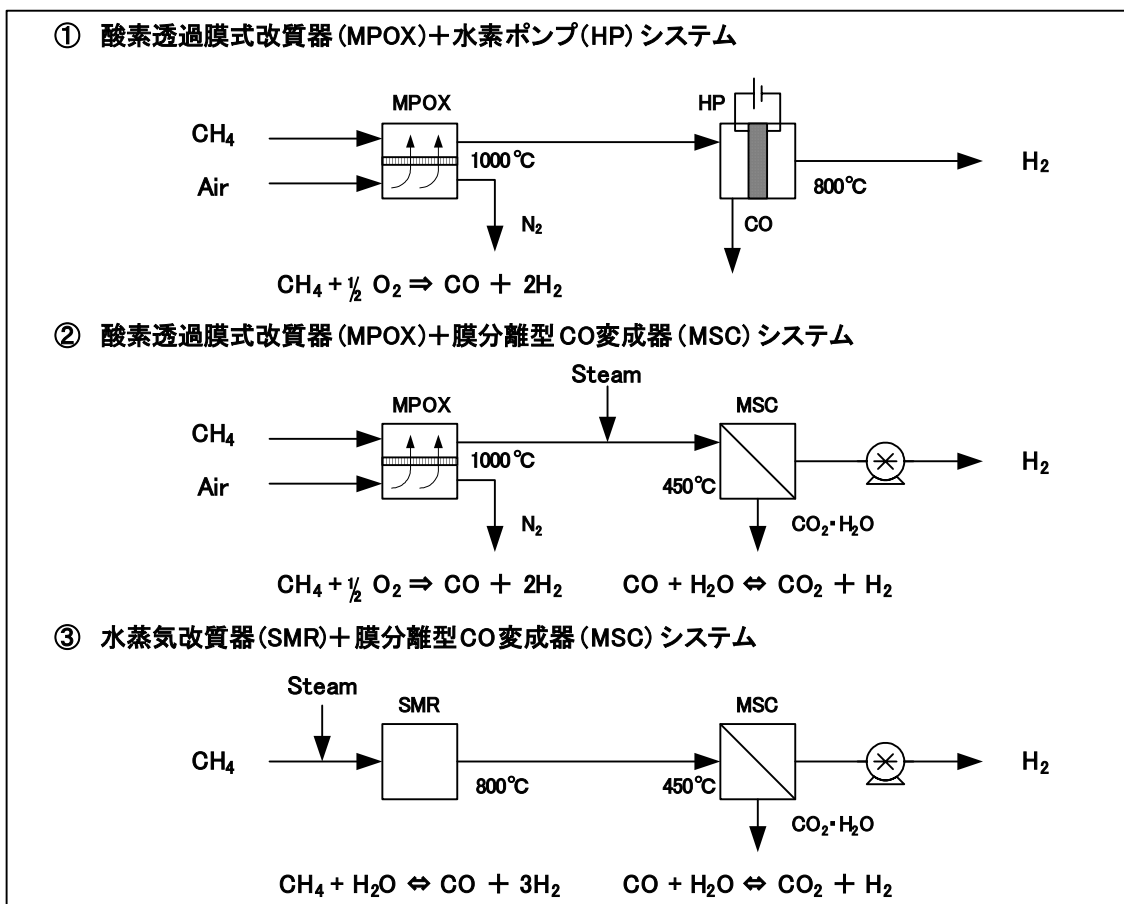 ① 酸素透過膜式改質器(MPOX)+水素ポンプ(HP)システム
MPOX
HP
CH₄
Air
1000℃
800℃
H₂
N₂
CO
CH₄ + ½ O₂ ⇒ CO + 2H₂
② 酸素透過膜式改質器(MPOX)+膜分離型CO変成器(MSC)システム
Steam
MPOX
MSC
CH₄
Air
1000℃
450℃
H₂
N₂
CO₂・H₂O
CH₄ + ½ O₂ ⇒ CO + 2H₂
CO + H₂O ⇔ CO₂ + H₂
③ 水蒸気改質器(SMR)+膜分離型CO変成器(MSC)システム
Steam
SMR
MSC
CH₄
800℃
450℃
H₂
CO₂・H₂O
CH₄ + H₂O ⇔ CO + 3H₂
CO + H₂O ⇔ CO₂ + H₂